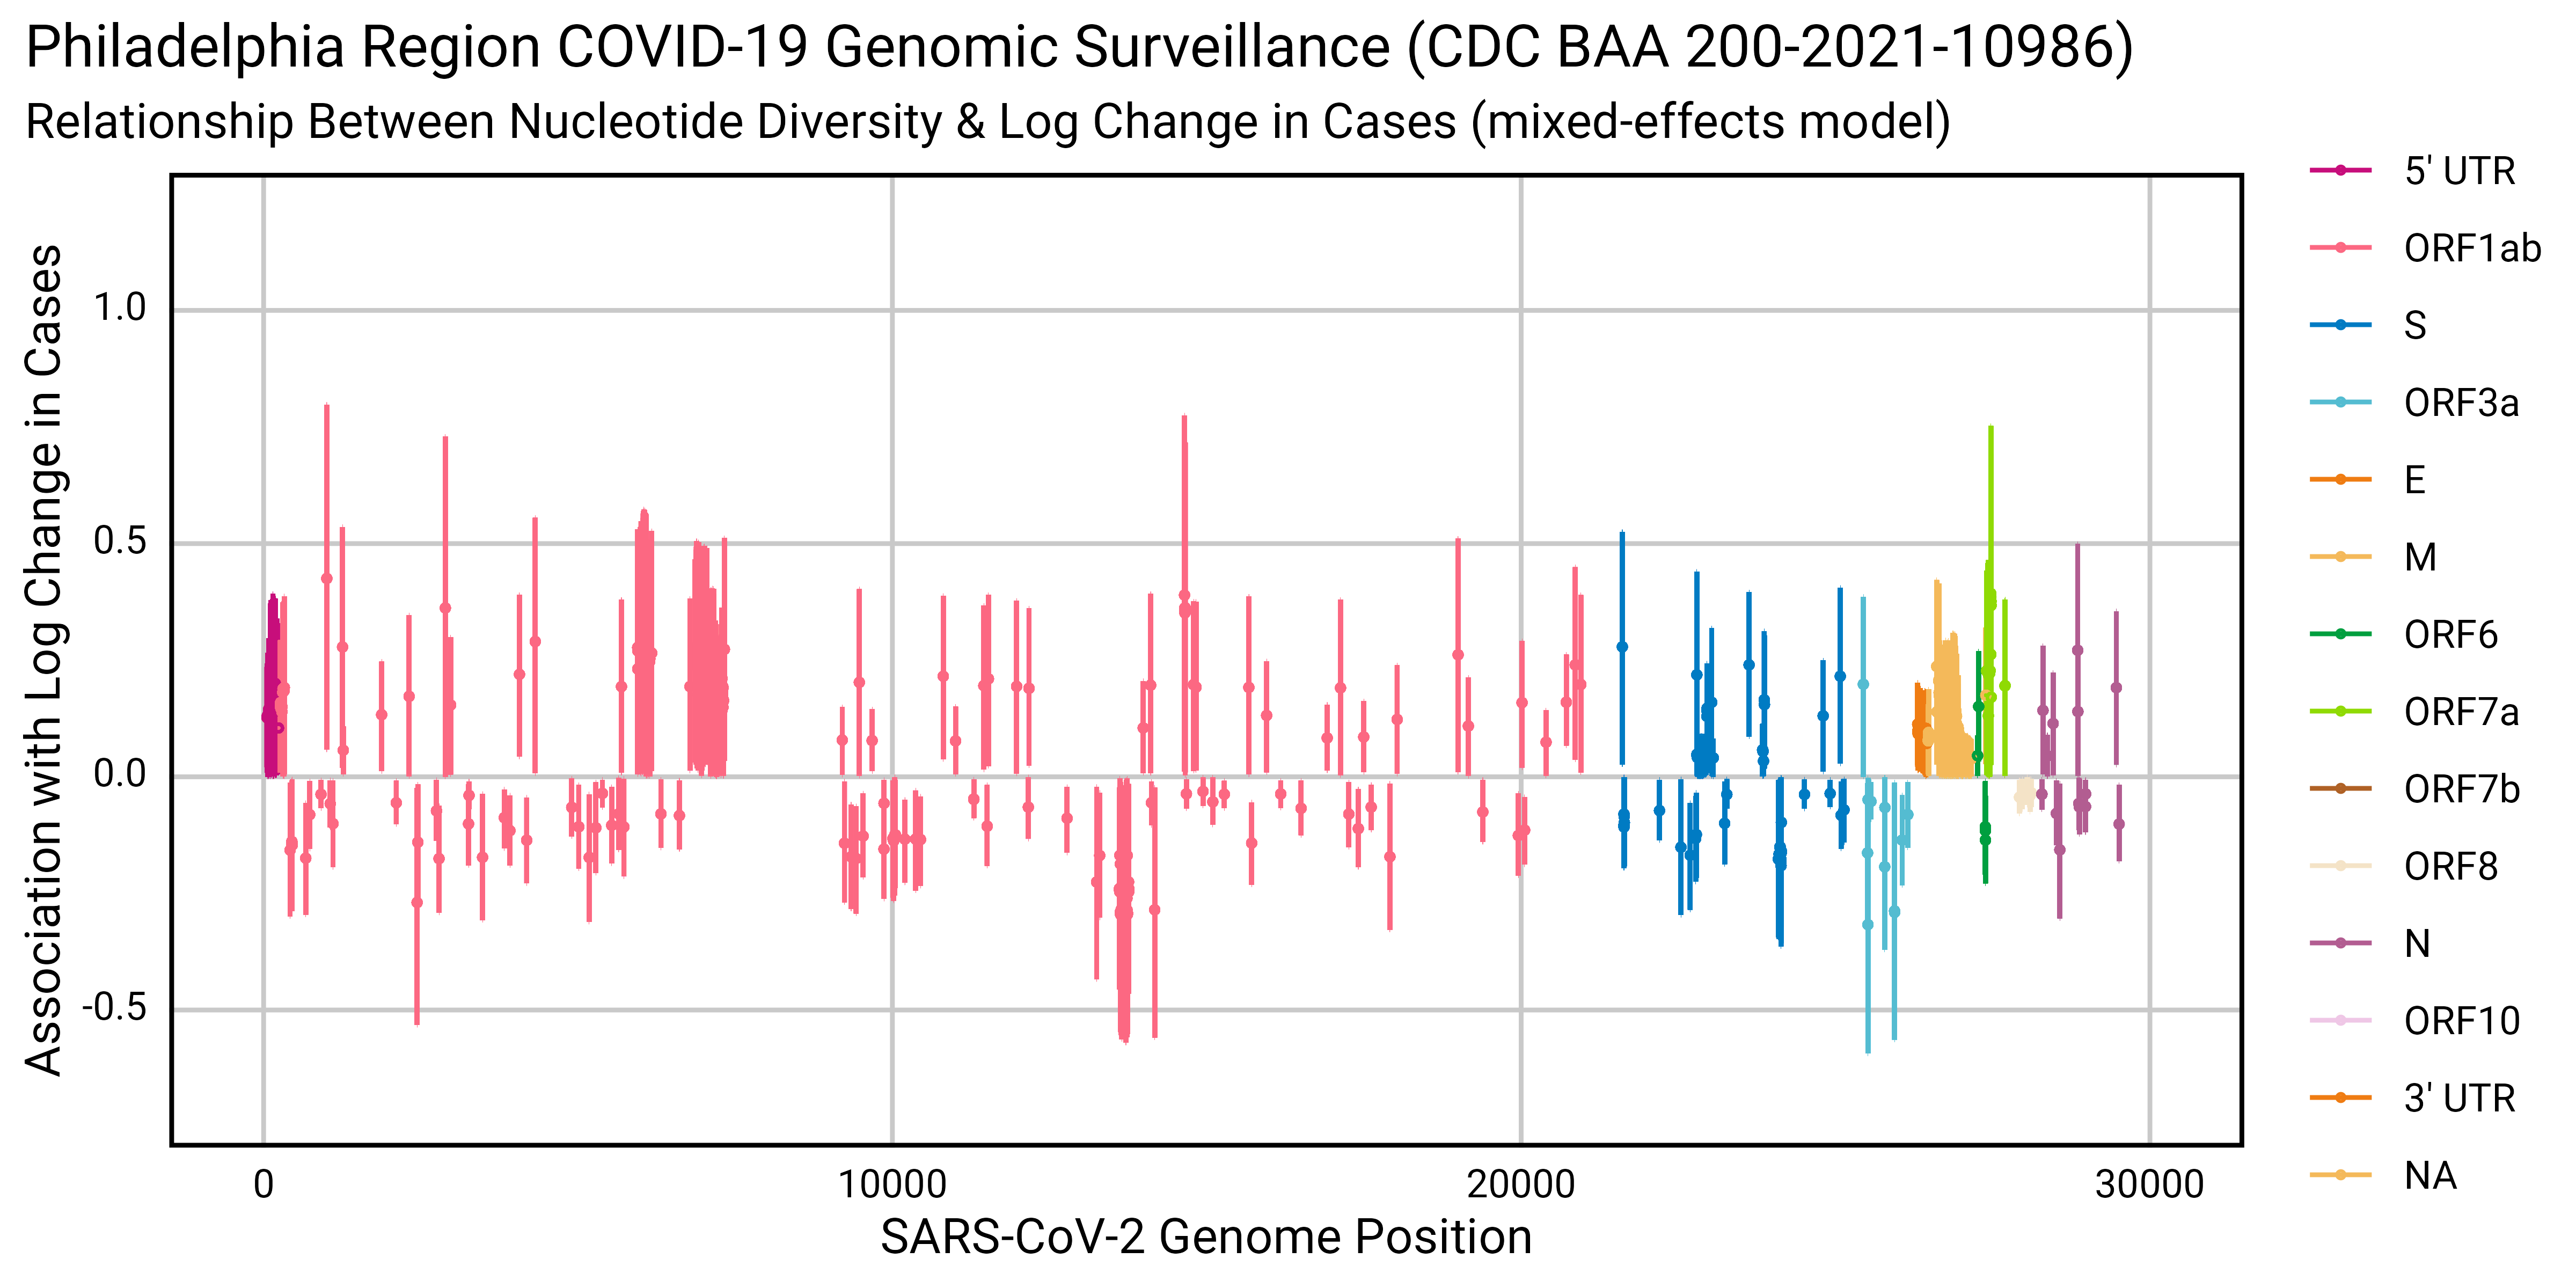 Philadelphia Region COVID-19 Genomic Surveillance (CDC BAA 200-2021-10986)
Relationship Between Nucleotide Diversity & Log Change in Cases (mixed-effects model)
Association with Log Change in Cases
1.0
0.5
0.0
-0.5
0
10000
20000
30000
SARS-CoV-2 Genome Position
5' UTR
ORF1ab
S
ORF3a
E
M
ORF6
ORF7a
ORF7b
ORF8
N
ORF10
3' UTR
NA